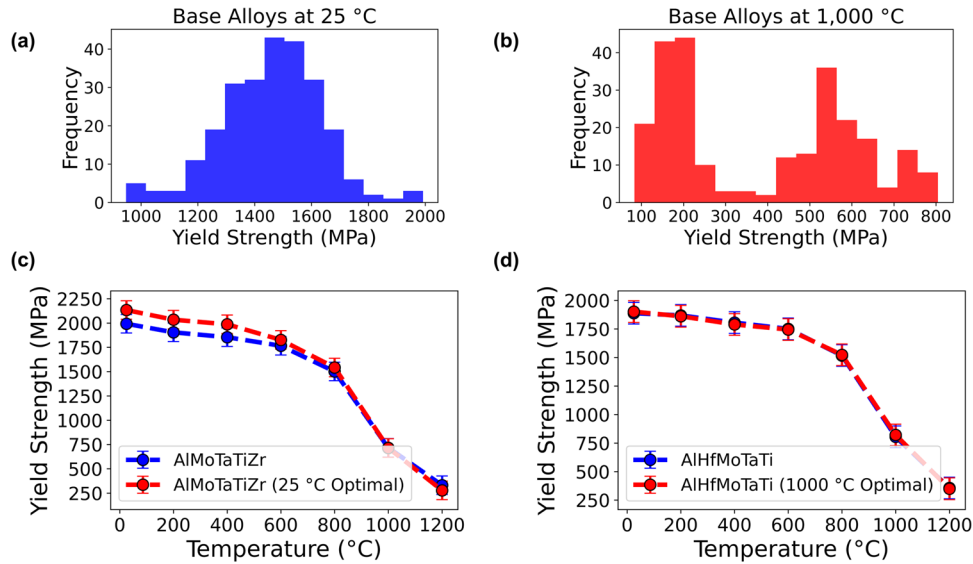 Base Alloys at 25 °C
Base Alloys at 1,000 °C
(a)
(b)
Frequency
40
30
20
10
0
1000 1200 1400 1600 1800 2000
Yield Strength (MPa)
Frequency
40
30
20
10
0
100 200 300 400 500 600 700 800
Yield Strength (MPa)
(c)
(d)
Yield Strength (MPa)
2250
2000
1750
1500
1250
1000
750
500
250
AlMoTaTiZr
AlMoTaTiZr (25 °C Optimal)
0 200 400 600 800 1000 1200
Temperature (°C)
Yield Strength (MPa)
2000
1750
1500
1250
1000
750
500
250
AlHfMoTaTi
AlHfMoTaTi (1000 °C Optimal)
0 200 400 600 800 1000 1200
Temperature (°C)